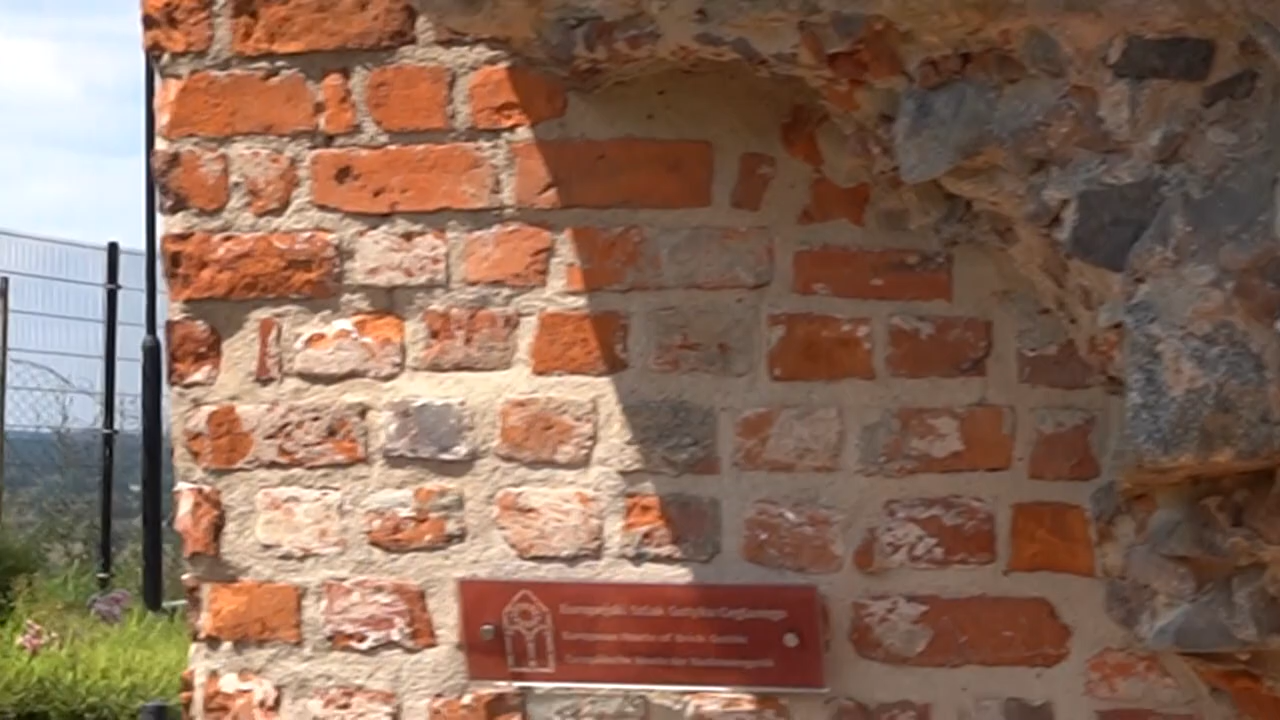 Europejski Szlak Gotyku Ceglanego
European Route of Brick Gothic
Europäische Route der Backsteingotik